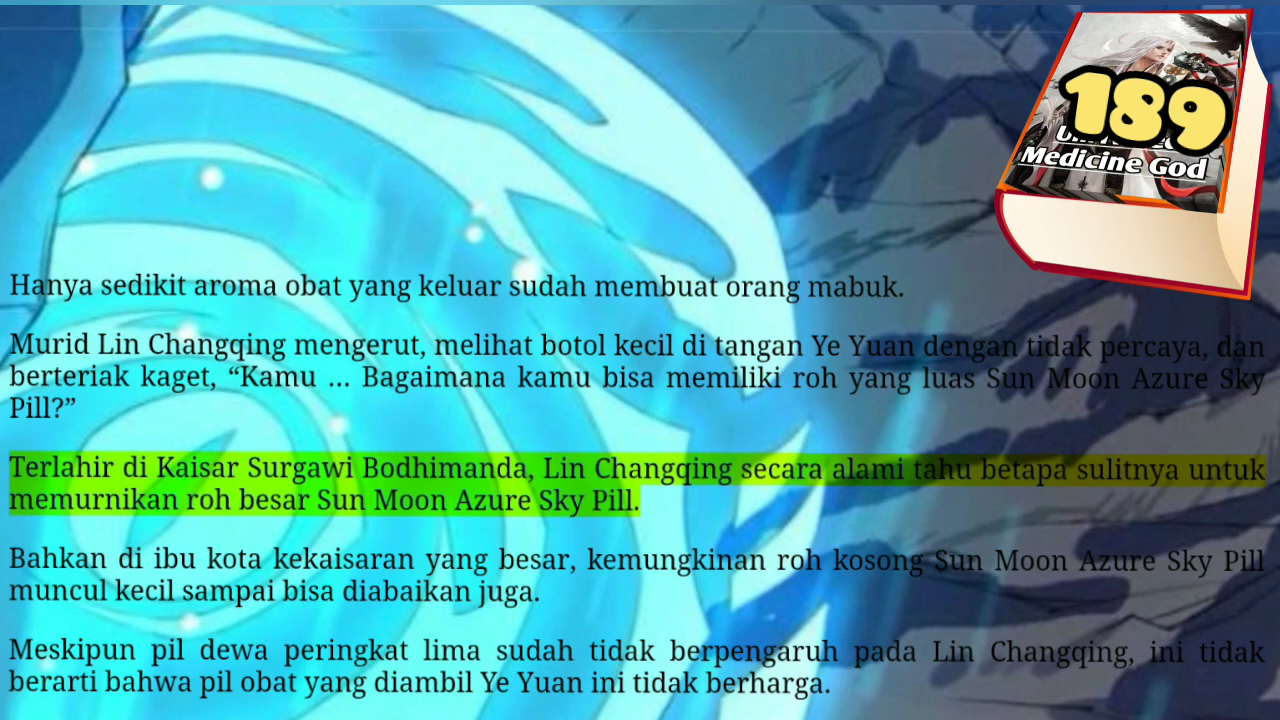 189
Medicine God
Hanya sedikit aroma obat yang keluar sudah membuat orang mabuk.
Murid Lin Changqing mengerut, melihat botol kecil di tangan Ye Yuan dengan tidak percaya, dan
berteriak kaget, “Kamu ... Bagaimana kamu bisa memiliki roh yang luas Sun Moon Azure Sky
Pill?”
Terlahir di Kaisar Surgawi Bodhimanda, Lin Changqing secara alami tahu betapa sulitnya untuk
memurnikan roh besar Sun Moon Azure Sky Pill.
Bahkan di ibu kota kekaisaran yang besar, kemungkinan roh kosong Sun Moon Azure Sky Pill
muncul kecil sampai bisa diabaikan juga.
Meskipun pil dewa peringkat lima sudah tidak berpengaruh pada Lin Changqing, ini tidak
berarti bahwa pil obat yang diambil Ye Yuan ini tidak berharga.